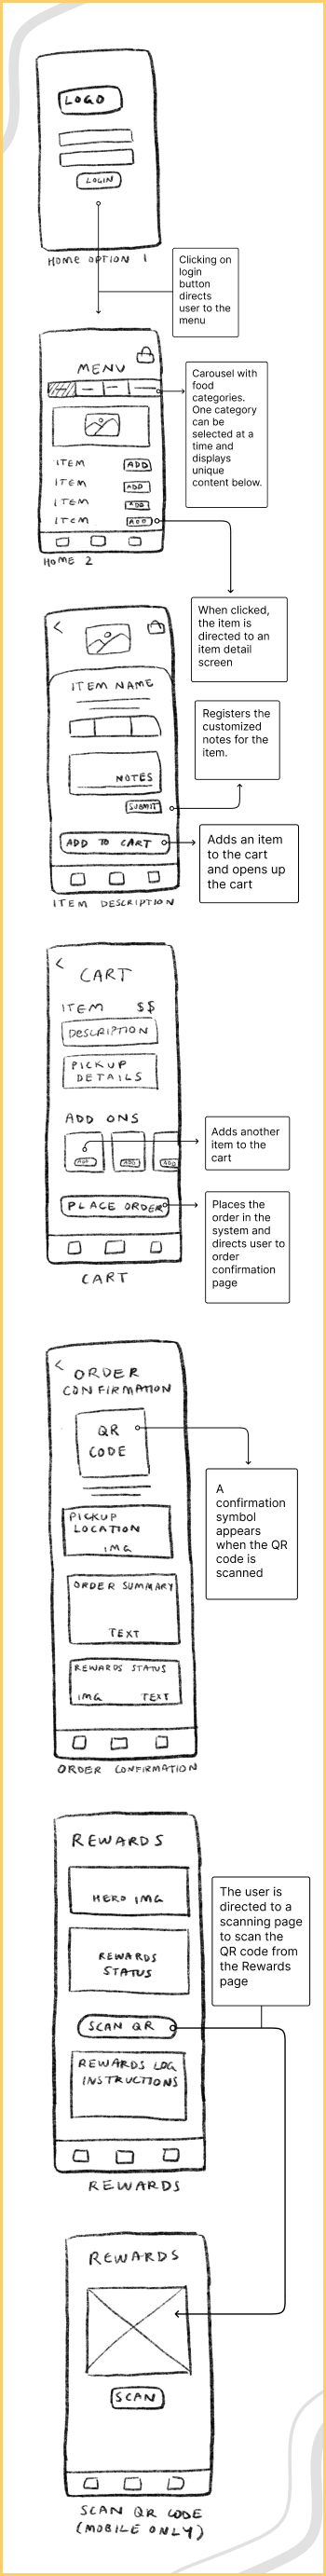 LOGO
LOGIN
HOME OPTION 1
Clicking on
login
button
directs
user to the
menu
MENU
Carousel with
food
categories.
One category
can be
selected at a
time and
displays
unique
content below.
ITEM ADD
ITEM ADD
ITEM ADD
ITEM ADD
HOME 2
When clicked,
the item is
directed to an
item detail
screen
<
ITEM NAME
Registers the
customized
notes for the
item.
NOTES
SUBMIT
ADD TO CART
Adds an item
to the cart
and opens up
the cart
ITEM DESCRIPTION
<
CART
ITEM $$
DESCRIPTION
PICKUP
DETAILS
ADD ONS
ADD ADD ADD
Adds another
item to the
cart
PLACE ORDER
Places the
order in the
system and
directs user to
order
confirmation
page
CART
<
ORDER
CONFIRMATION
QR
CODE
A
confirmation
symbol
appears
when the QR
code is
scanned
PICKUP
LOCATION
IMG
ORDER SUMMARY
TEXT
REWARDS STATUS
IMG TEXT
ORDER CONFIRMATION
REWARDS
HERO IMG
The user is
directed to a
scanning page
to scan the
QR code from
the Rewards
page
REWARDS
STATUS
SCAN QR
REWARDS LOG
INSTRUCTIONS
REWARDS
REWARDS
SCAN
SCAN QR CODE
(MOBILE ONLY)